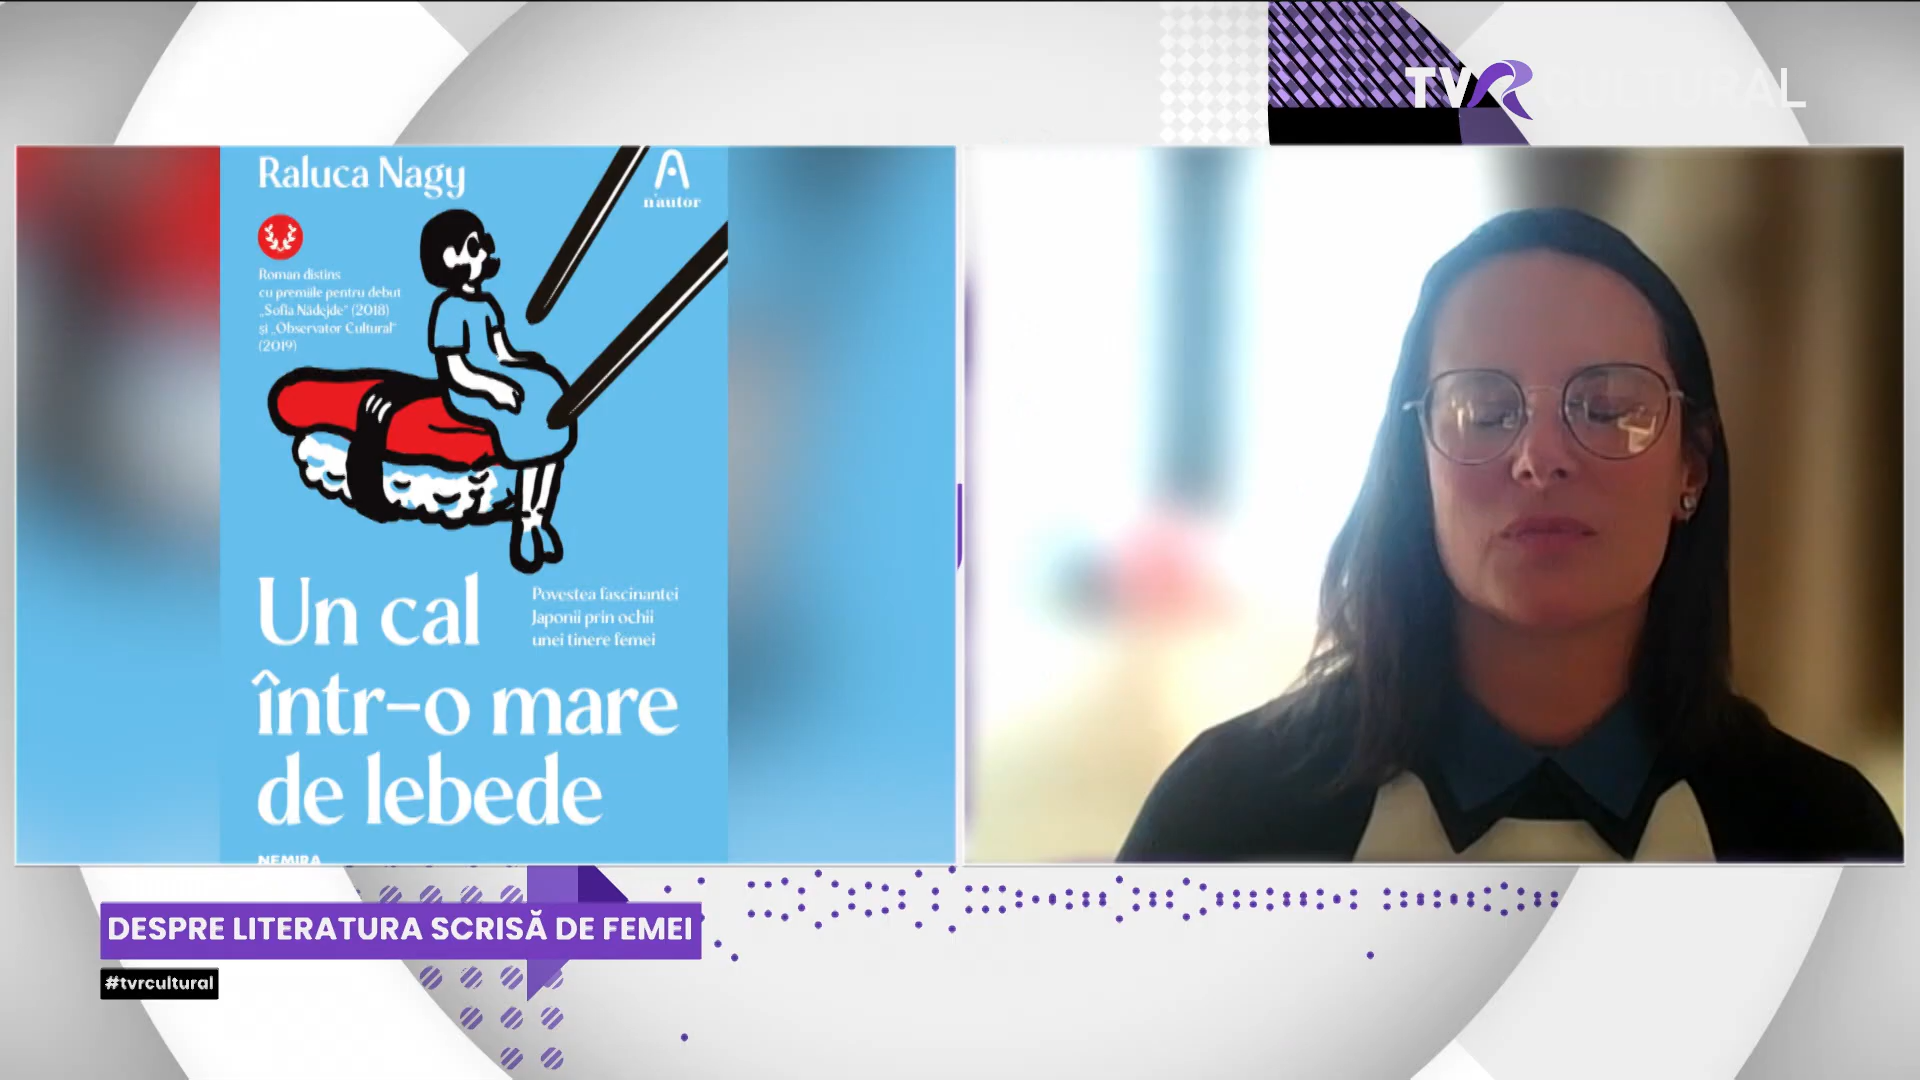 TVR CULTURAL
Raluca Nagy
n'autor
Roman distins
cu premiile pentru debut
„Sofia Nădejde” (2018)
și „Observator Cultural”
(2019)
Un cal
într-o mare
de lebede
Povestea fascinantei
Japonii prin ochii
unei tinere femei
NEMIRA
DESPRE LITERATURA SCRISĂ DE FEMEI
#tvrcultural